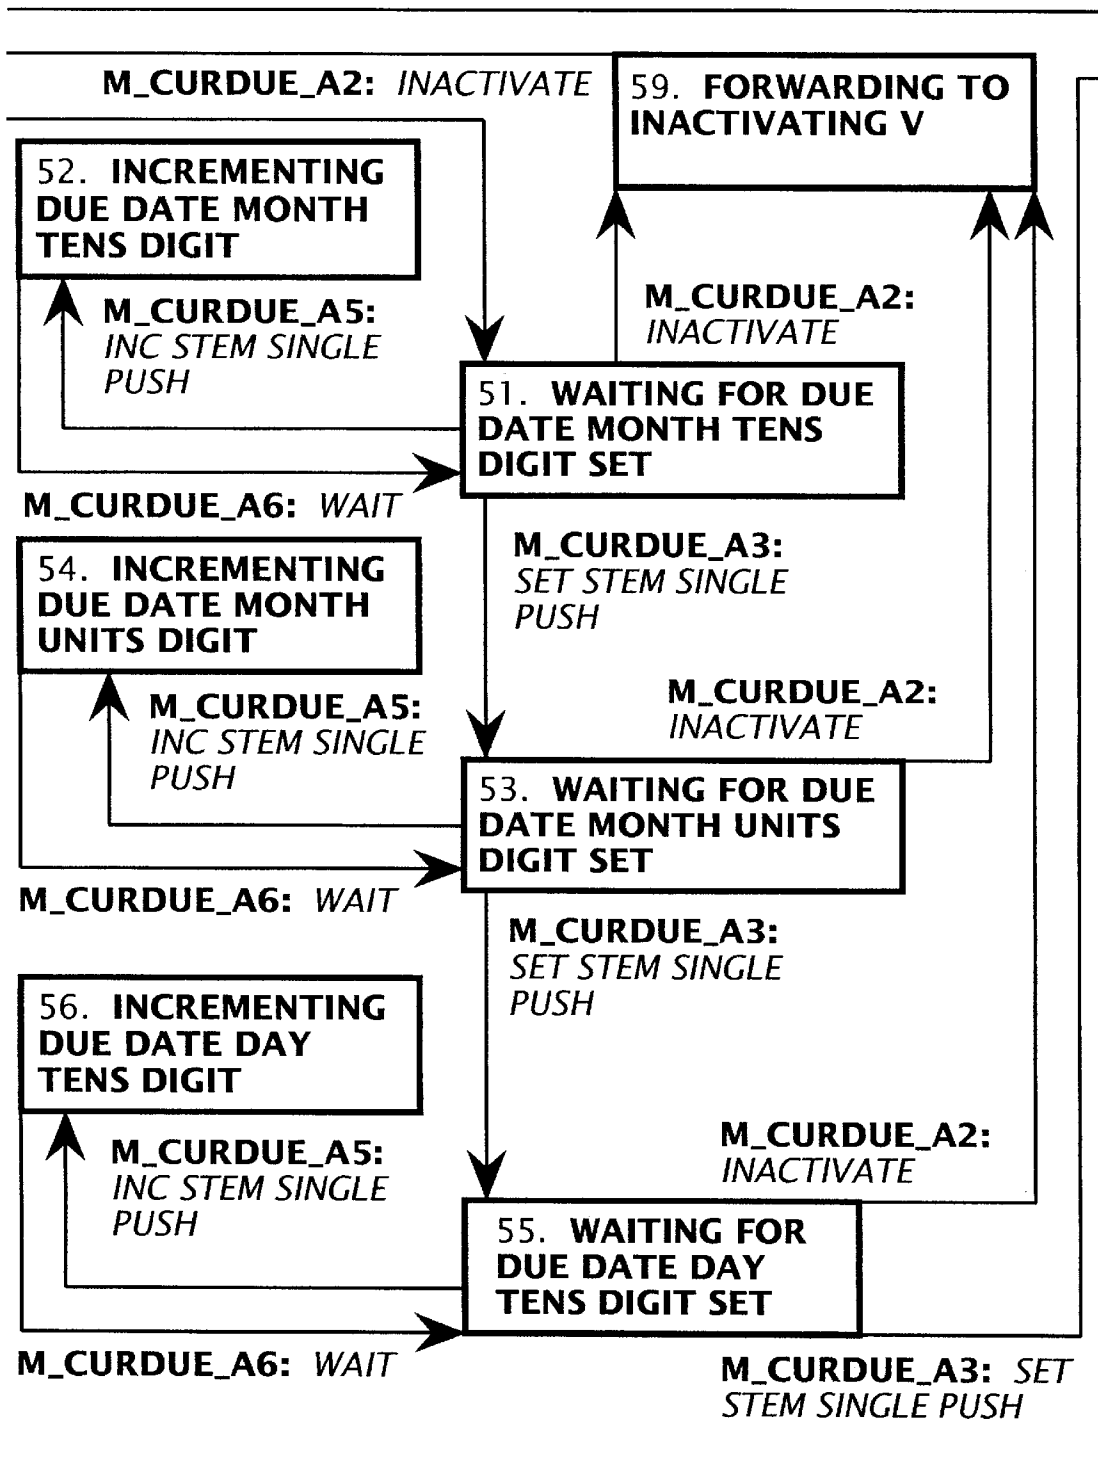 M_CURDUE_A2: INACTIVATE
59. FORWARDING TO
INACTIVATING V
52. INCREMENTING
DUE DATE MONTH
TENS DIGIT
M_CURDUE_A5:
INC STEM SINGLE
PUSH
M_CURDUE_A2:
INACTIVATE
51. WAITING FOR DUE
DATE MONTH TENS
DIGIT SET
M_CURDUE_A6: WAIT
M_CURDUE_A3:
SET STEM SINGLE
PUSH
54. INCREMENTING
DUE DATE MONTH
UNITS DIGIT
M_CURDUE_A5:
INC STEM SINGLE
PUSH
M_CURDUE_A2:
INACTIVATE
53. WAITING FOR DUE
DATE MONTH UNITS
DIGIT SET
M_CURDUE_A6: WAIT
M_CURDUE_A3:
SET STEM SINGLE
PUSH
56. INCREMENTING
DUE DATE DAY
TENS DIGIT
M_CURDUE_A5:
INC STEM SINGLE
PUSH
M_CURDUE_A2:
INACTIVATE
55. WAITING FOR
DUE DATE DAY
TENS DIGIT SET
M_CURDUE_A6: WAIT
M_CURDUE_A3: SET
STEM SINGLE PUSH